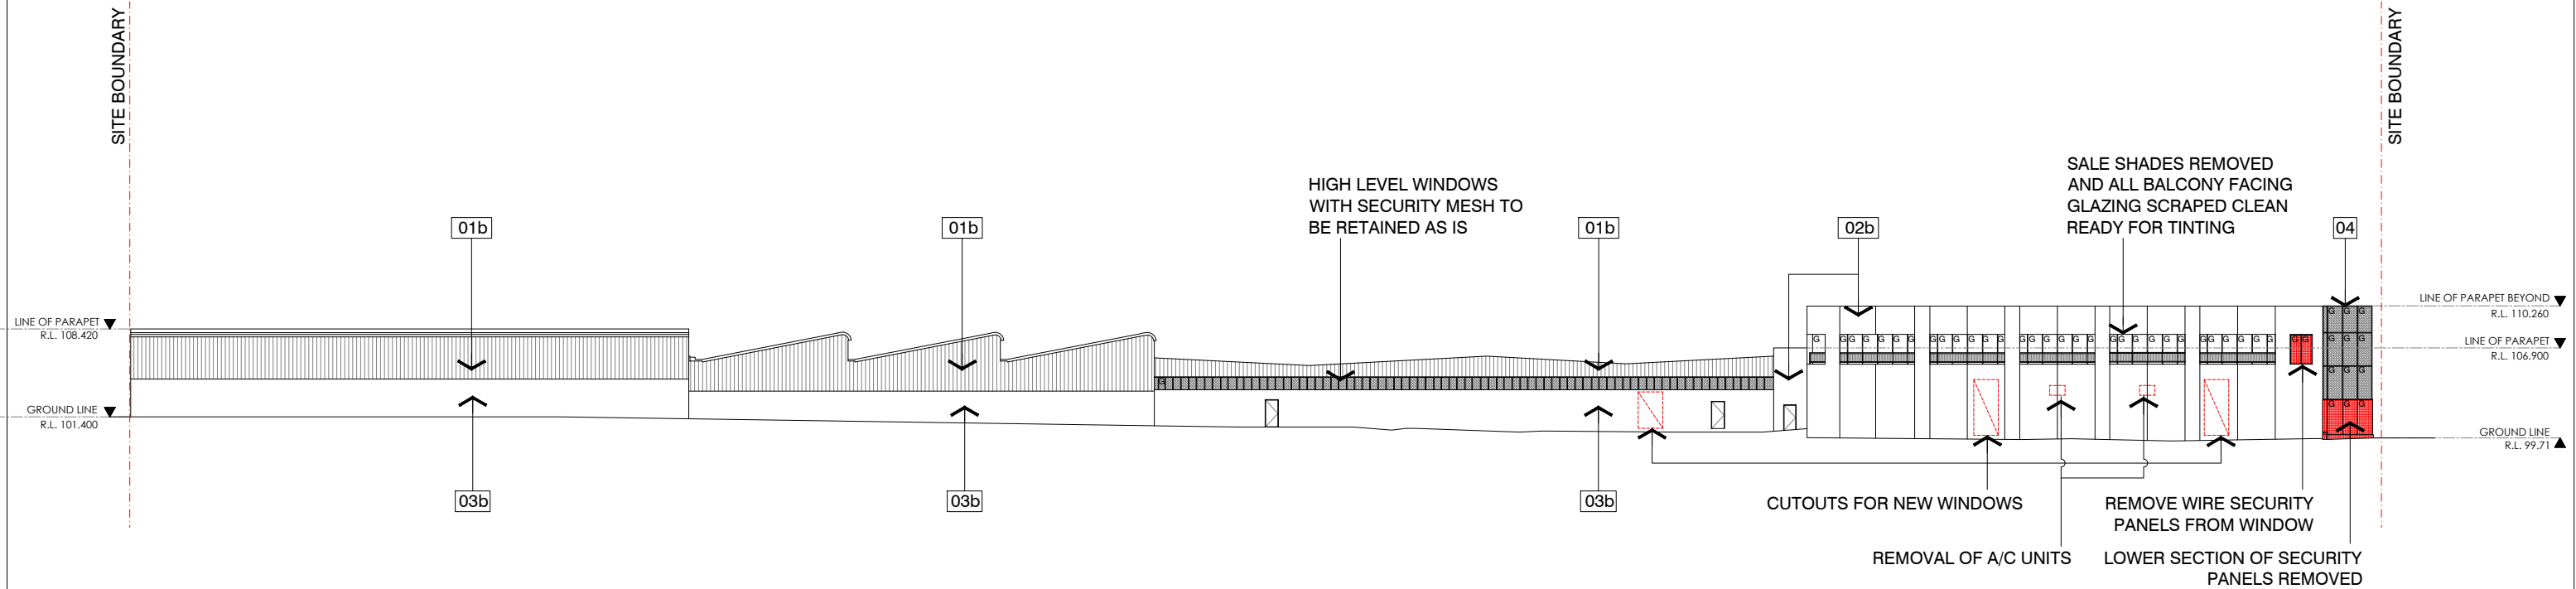 SITE BOUNDARY
SITE BOUNDARY
SALE SHADES REMOVED
AND ALL BALCONY FACING
GLAZING SCRAPED CLEAN
READY FOR TINTING
HIGH LEVEL WINDOWS
WITH SECURITY MESH TO
BE RETAINED AS IS
01b
01b
01b
02b
04
LINE OF PARAPET BEYOND
R.L. 110.260
LINE OF PARAPET
R.L. 108.420
LINE OF PARAPET
R.L. 106.900
G
G G G G G G
G G G G G G
G G G G G G
G G G G G G
G G G G G G
G G
G G G
G G G
G G G
G G G
G
GROUND LINE
R.L. 101.400
GROUND LINE
R.L. 99.71
03b
03b
03b
CUTOUTS FOR NEW WINDOWS
REMOVE WIRE SECURITY
PANELS FROM WINDOW
REMOVAL OF A/C UNITS
LOWER SECTION OF SECURITY
PANELS REMOVED